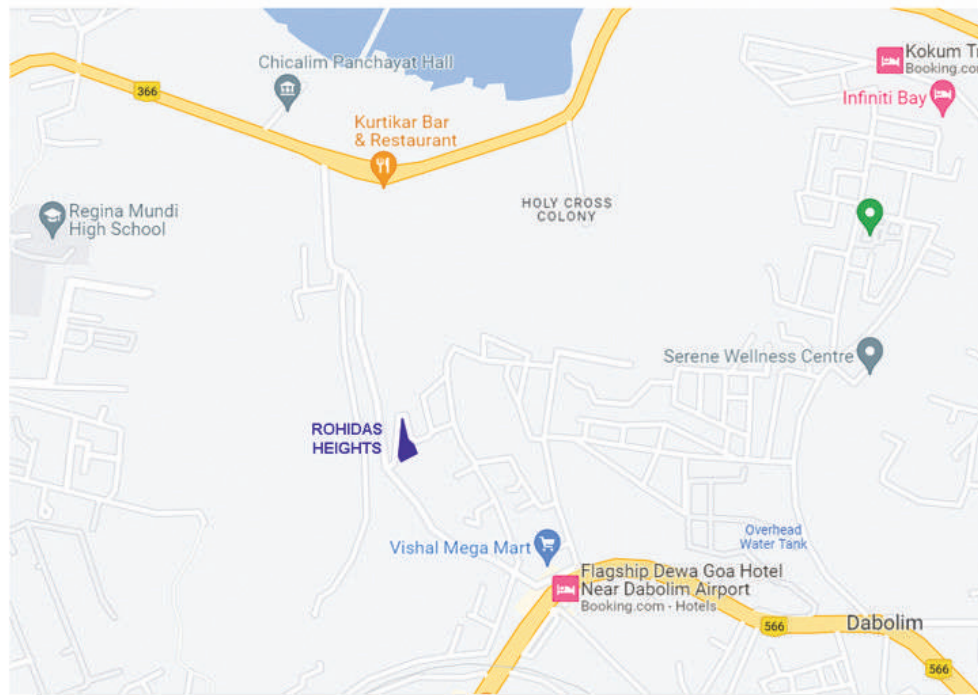 Kokum Tr
Booking.com
Infiniti Bay
Chicalim Panchayat Hall
366
Kurtikar Bar
& Restaurant
Regina Mundi
High School
HOLY CROSS
COLONY
Serene Wellness Centre
ROHIDAS
HEIGHTS
Overhead
Water Tank
Vishal Mega Mart
Flagship Dewa Goa Hotel
Near Dabolim Airport
Booking.com - Hotels
566
Dabolim
566